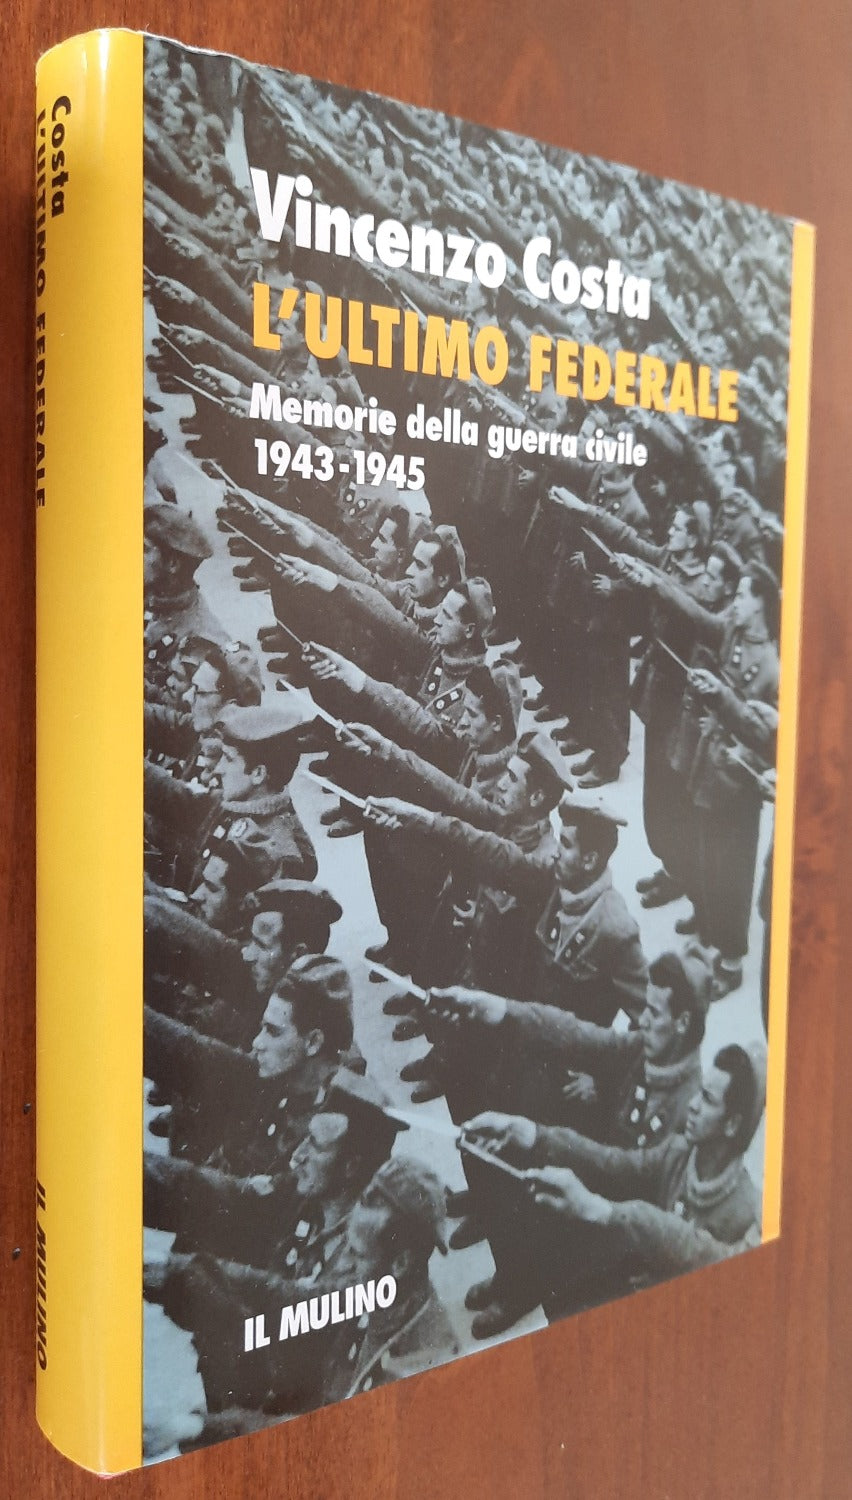 Costa
L'ULTIMO FEDERALE
IL MULINO
Vincenzo Costa
L'ULTIMO FEDERALE
Memorie della guerra civile
1943-1945
IL MULINO